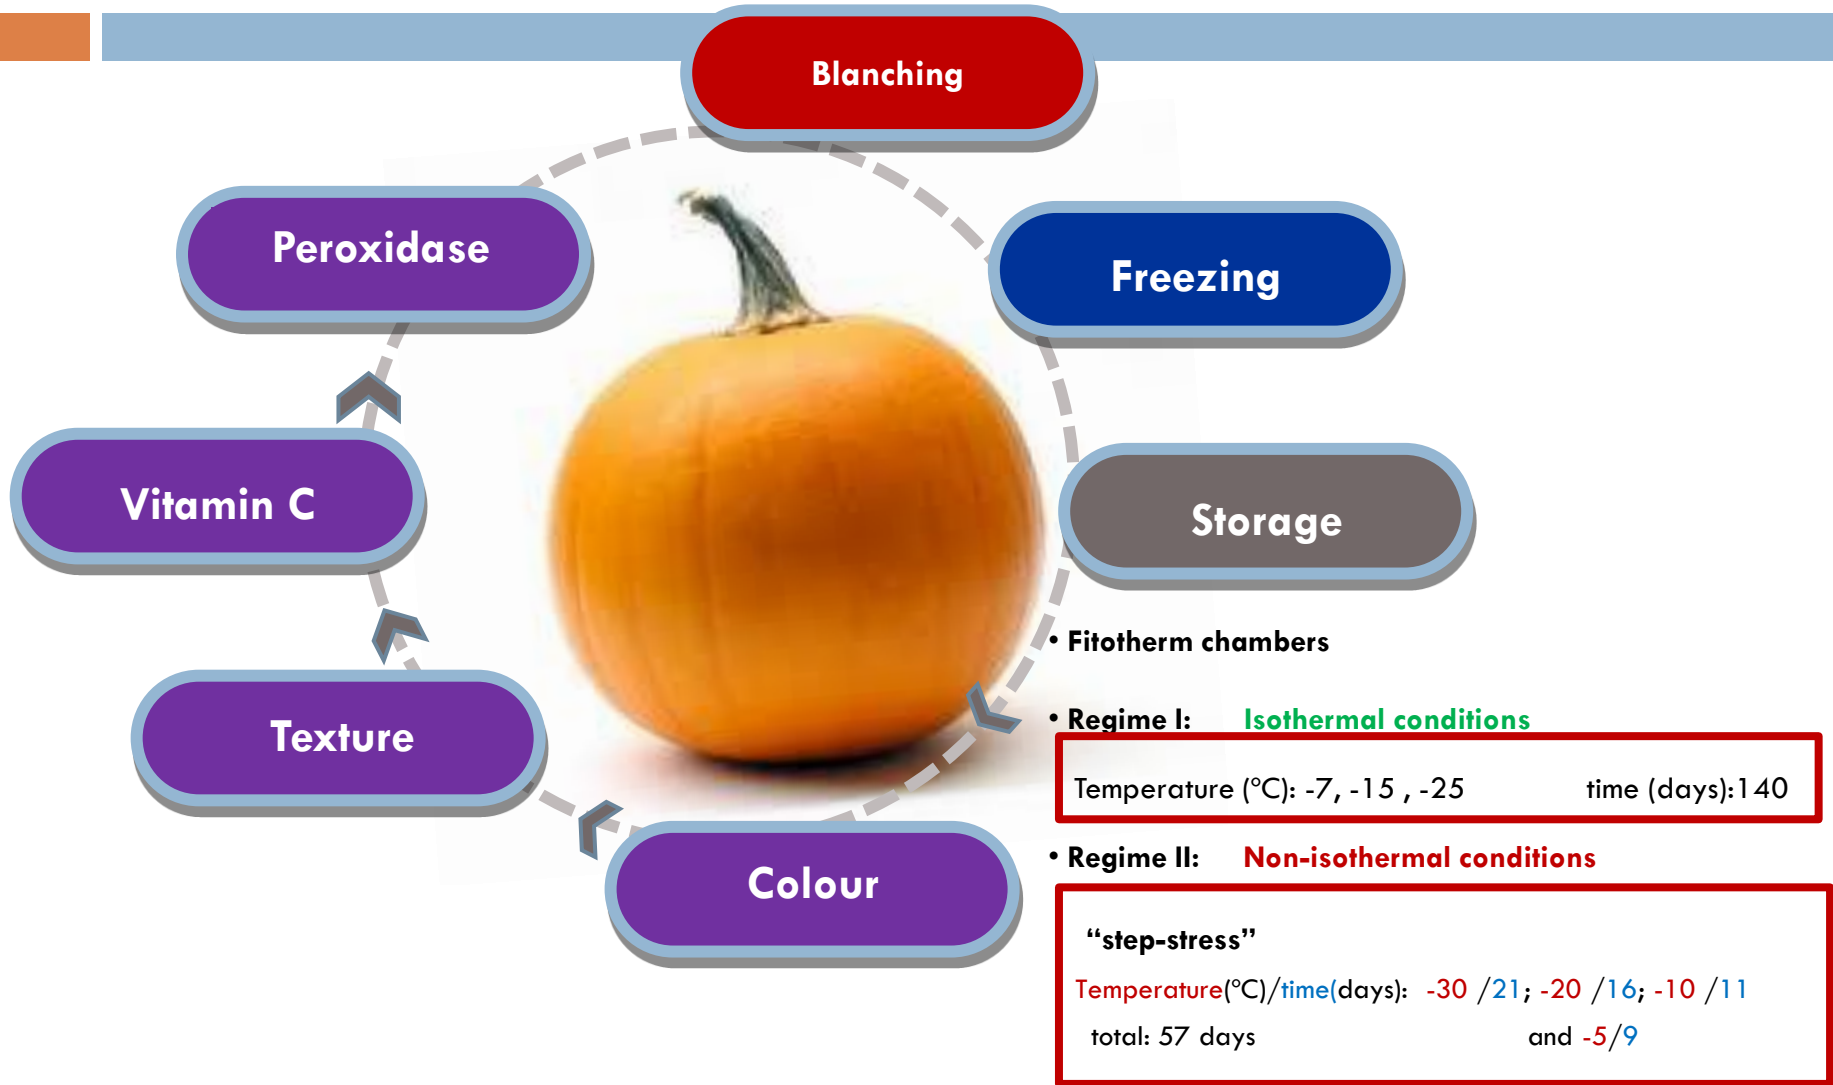 Blanching
Peroxidase
Freezing
Vitamin C
Storage
• Fitotherm chambers
• Regime I: Isothermal conditions
Temperature (ºC): -7, -15 , -25 time (days):140
• Regime II: Non-isothermal conditions
“step-stress”
Temperature(ºC)/time(days): -30 /21; -20 /16; -10 /11
total: 57 days and -5/9
Texture
Colour